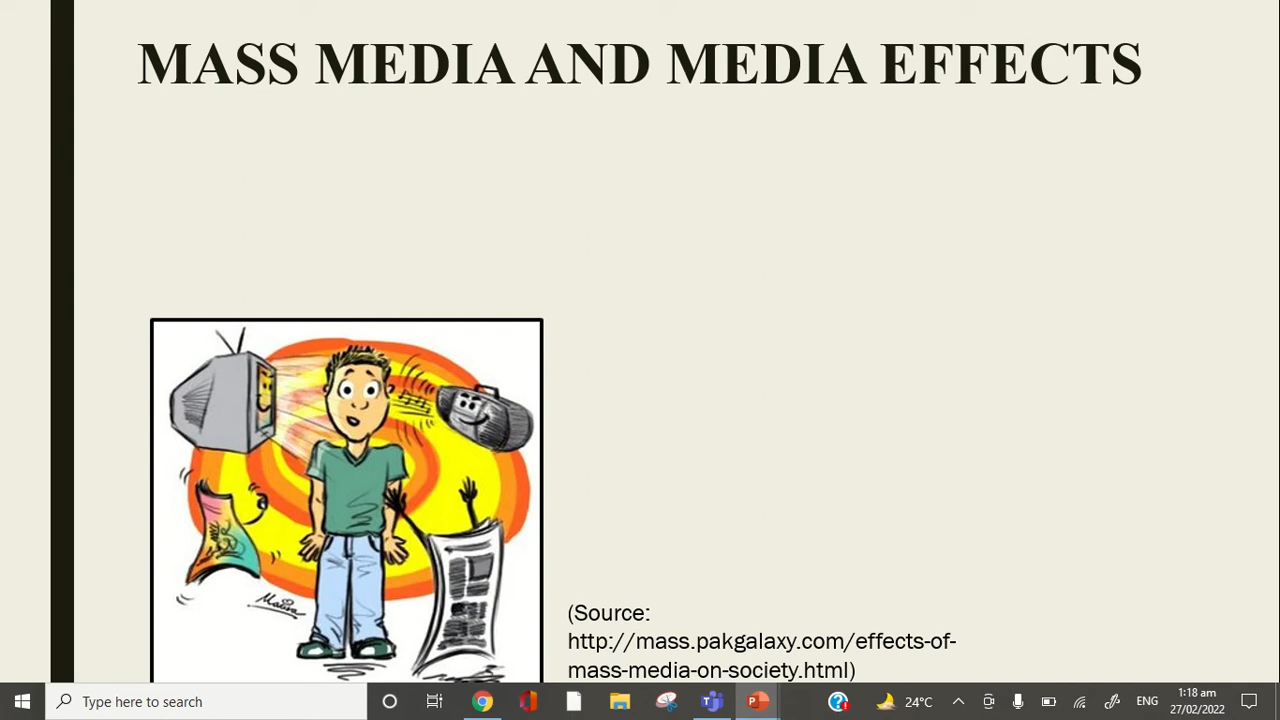 MASS MEDIA AND MEDIA EFFECTS
(Source:
http://mass.pakgalaxy.com/effects-of-
mass-media-on-society.html)
Type here to search
24°C
ENG
1:18 am
27/02/2022